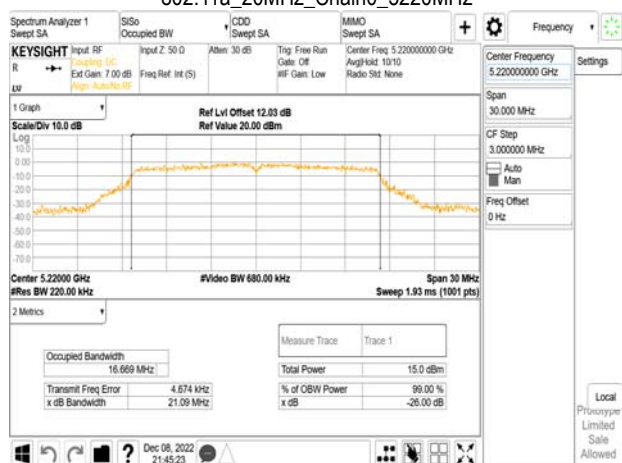 802.11a_20MHz_Chain0_5220MHz
Spectrum Analyzer 1
Swept SA
SiSo
Occupied BW
CDD
Swept SA
MIMO
Swept SA
+
Frequency
KEYSIGHT
R
Input: RF
Coupling: DC
Ext Gain: 7.00 dB
Align: Auto/No RF
Input Z: 50 Ω
Freq Ref: Int (S)
Atten: 30 dB
Trig: Free Run
Gate: Off
#IF Gain: Low
Center Freq: 5.220000000 GHz
Avg|Hold: 10/10
Radio Std: None
Center Frequency
5.220000000 GHz
Settings
Span
30.000 MHz
CF Step
3.000000 MHz
Auto
Man
Freq Offset
0 Hz
1 Graph
Scale/Div 10.0 dB
Ref Lvl Offset 12.03 dB
Ref Value 20.00 dBm
Log
10.0
0.00
-10.0
-20.0
-30.0
-40.0
-50.0
-60.0
-70.0
Center 5.22000 GHz
#Res BW 220.00 kHz
#Video BW 680.00 kHz
Span 30 MHz
Sweep 1.93 ms (1001 pts)
2 Metrics
Measure Trace Trace 1
Occupied Bandwidth
16.669 MHz
Total Power 15.0 dBm
Transmit Freq Error 4.674 kHz
% of OBW Power 99.00 %
x dB Bandwidth 21.09 MHz
x dB -26.00 dB
Local
Prototype
Limited
Sale
Allowed
?
Dec 08, 2022
21:45:23